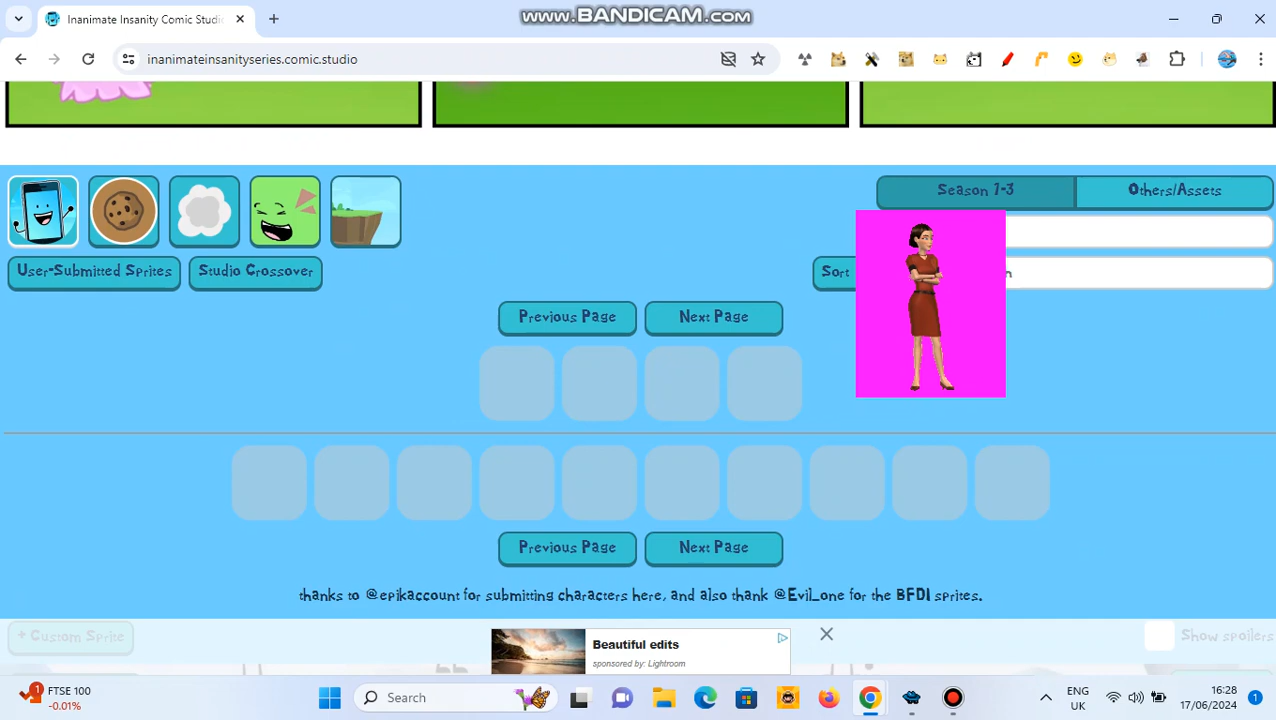 www.BANDICAM.com
Inanimate Insanity Comic Studio
inanimateinsanityseries.comic.studio
Season 1-3
Others/Assets
User-Submitted Sprites
Studio Crossover
Sort
Previous Page
Next Page
Previous Page
Next Page
thanks to @epikaccount for submitting characters here, and also thank @Evil_one for the BFDI sprites.
+ Custom Sprite
Show spoilers
Beautiful edits
sponsored by: Lightroom
1
FTSE 100
-0.01%
Search
ENG
UK
16:28
17/06/2024
1